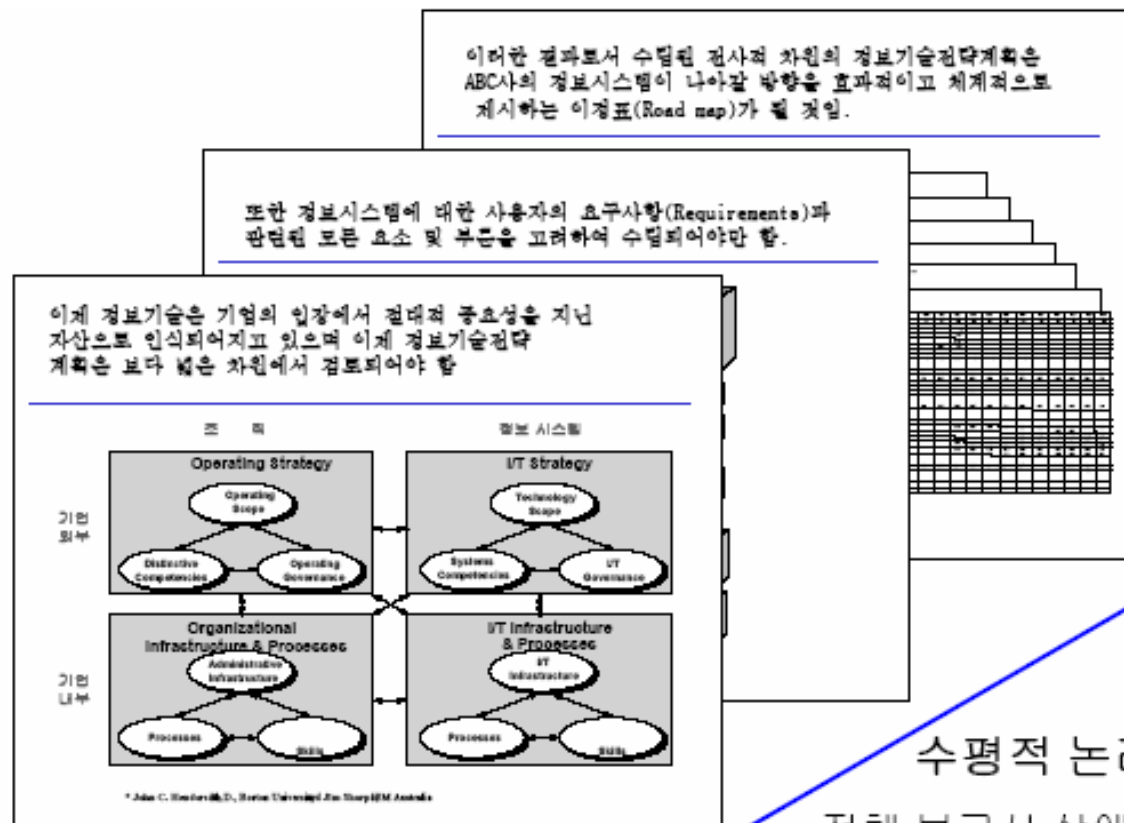 이러한 결과로서 수립된 전사적 차원의 정보기술전략계획은
ABC사의 정보시스템이 나아갈 방향을 효과적이고 체계적으로
제시하는 이정표(Road map)가 될 것임.
또한 정보시스템에 대한 사용자의 요구사항(Requirements)과
관련된 모든 요소 및 부문을 고려하여 수립되어야만 함.
이제 정보기술은 기업의 입장에서 절대적 중요성을 지닌
자산으로 인식되어지고 있으며 이제 정보기술전략
계획은 보다 넓은 차원에서 검토되어야 함
조 직
정보 시스템
Operating Strategy
I/T Strategy
Operating
Scope
Technology
Scope
기업
외부
Distinctive
Competencies
Operating
Governance
Systems
Competencies
I/T
Governance
Organizational
Infrastructure & Processes
I/T Infrastructure
& Processes
Administrative
Infrastructure
I/T
Infrastructure
기업
내부
Processes
Skills
Processes
Skills
* John C. Australia
수평적 논리